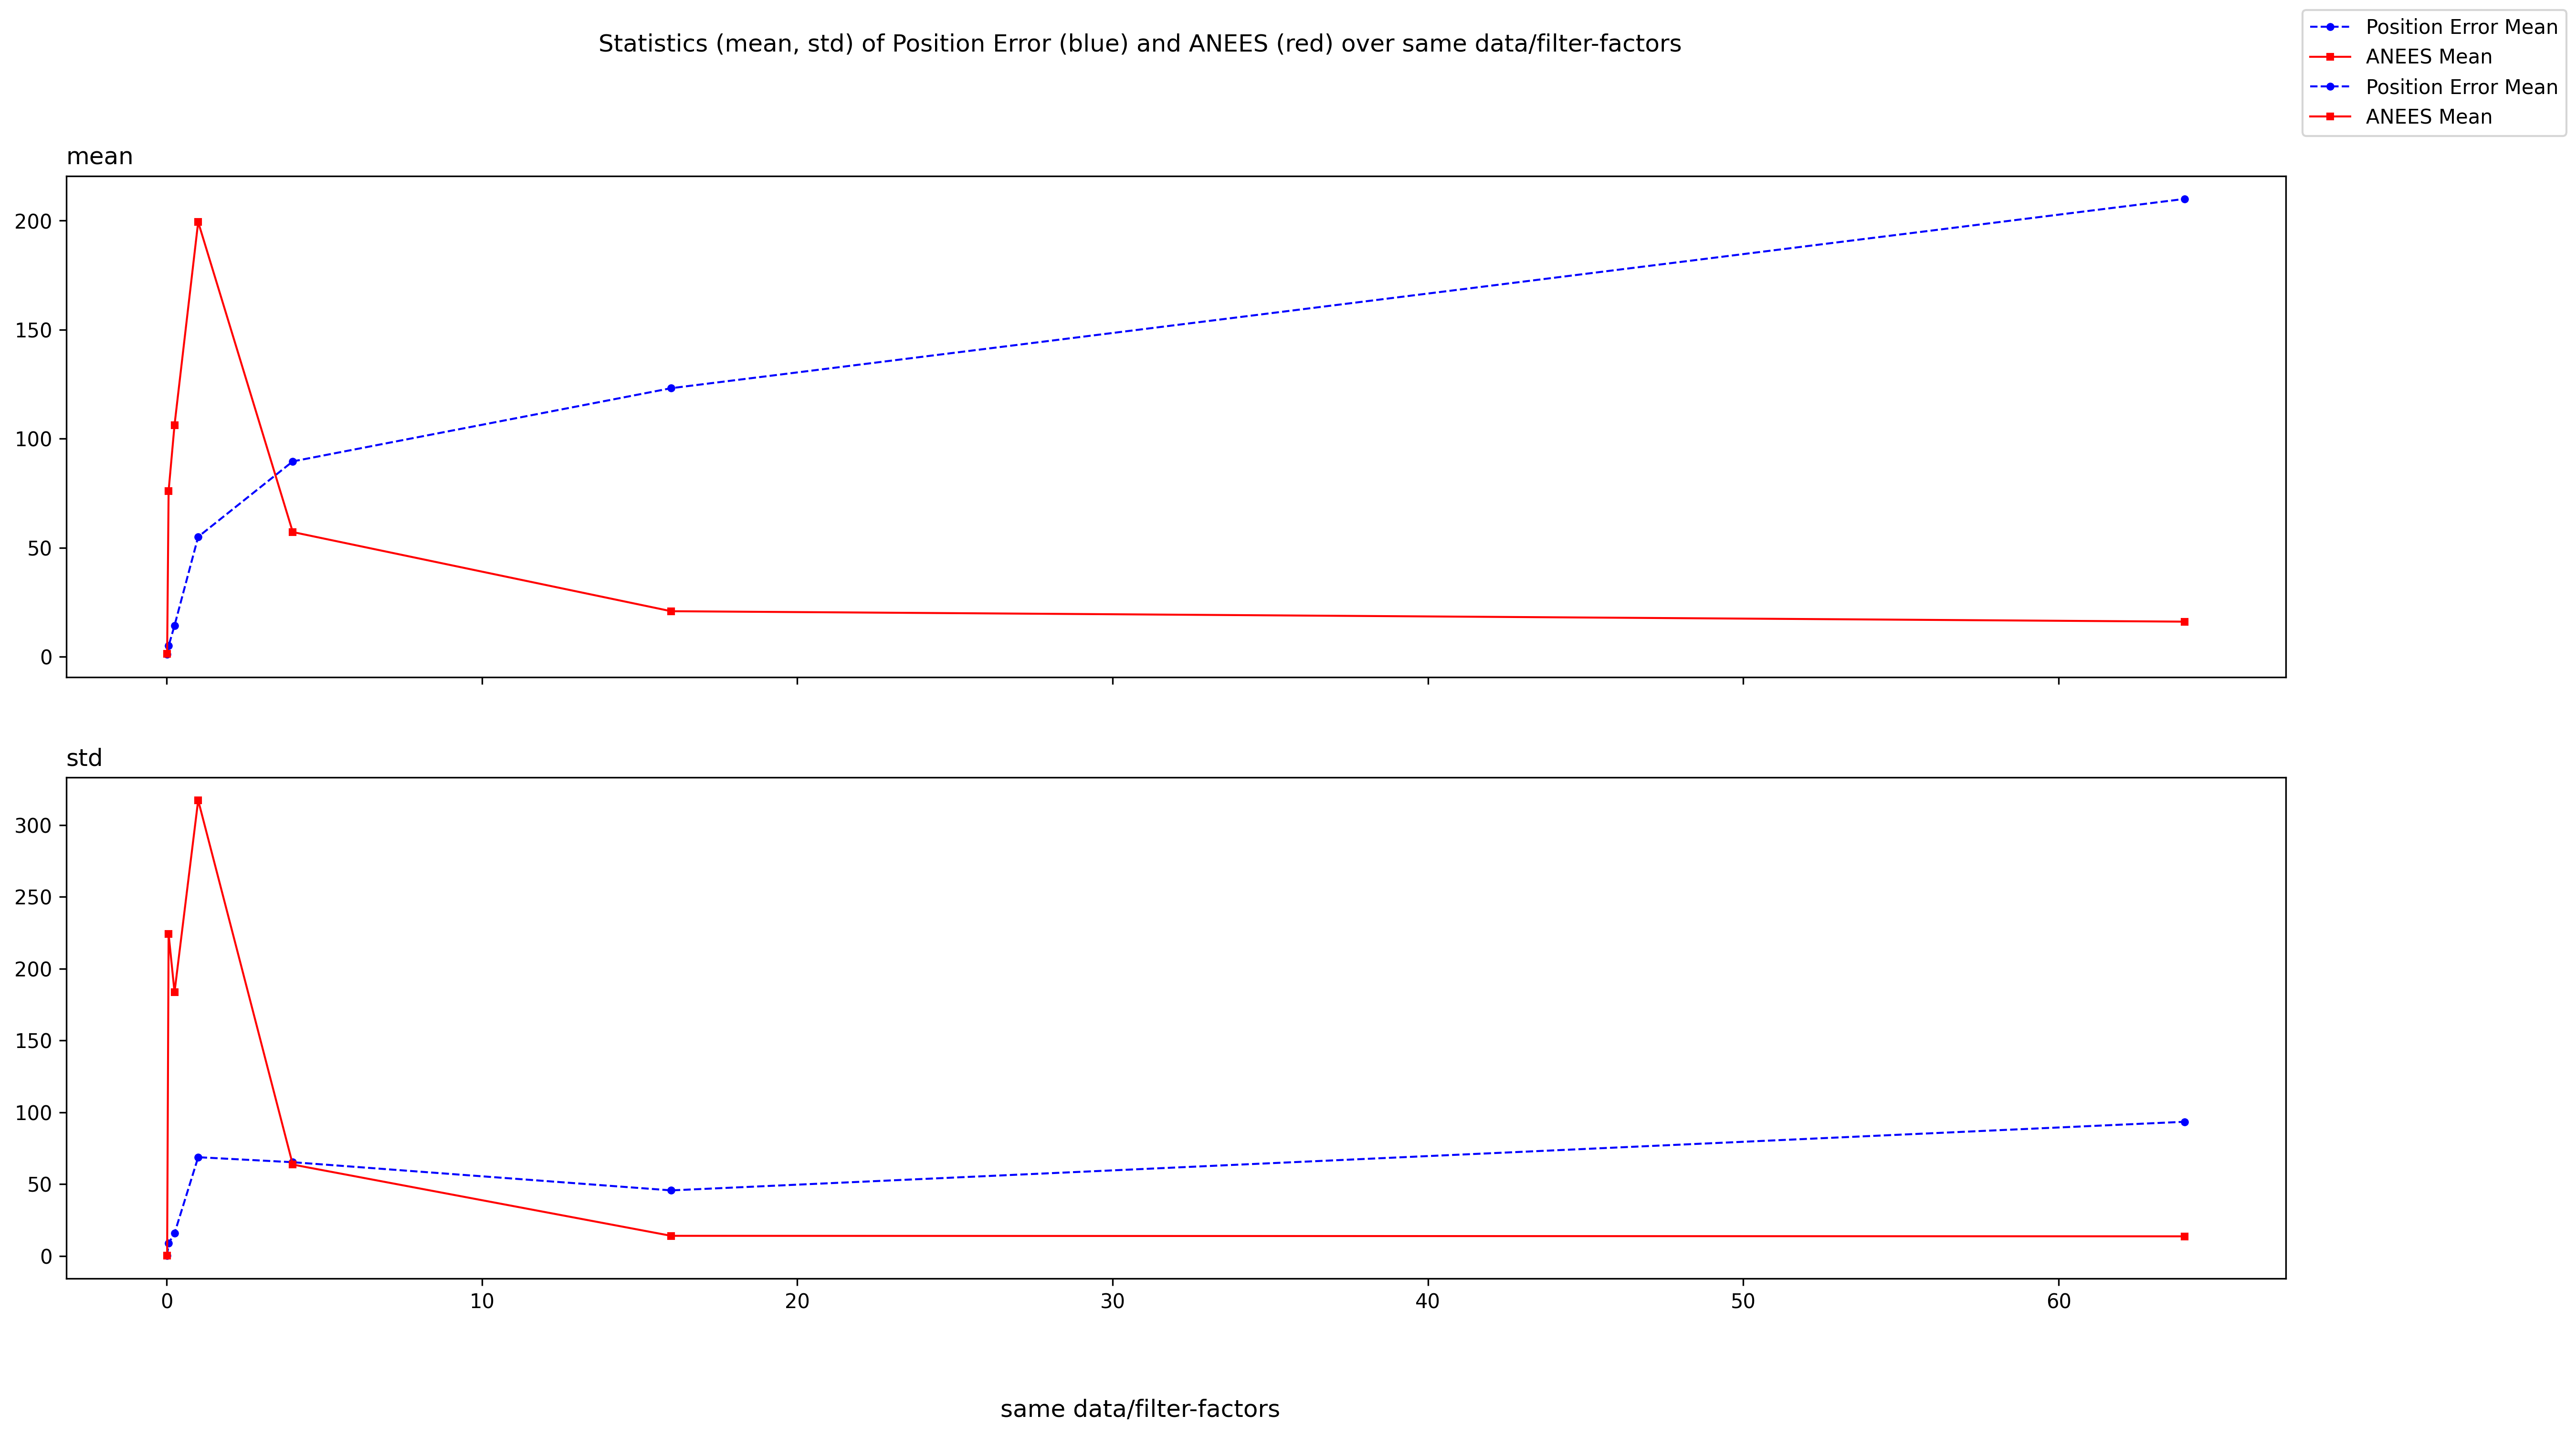 Statistics (mean, std) of Position Error (blue) and ANEES (red) over same data/filter-factors
Position Error Mean
ANEES Mean
Position Error Mean
ANEES Mean
mean
200
150
100
50
0
std
300
250
200
150
100
50
0
0 10 20 30 40 50 60
same data/filter-factors